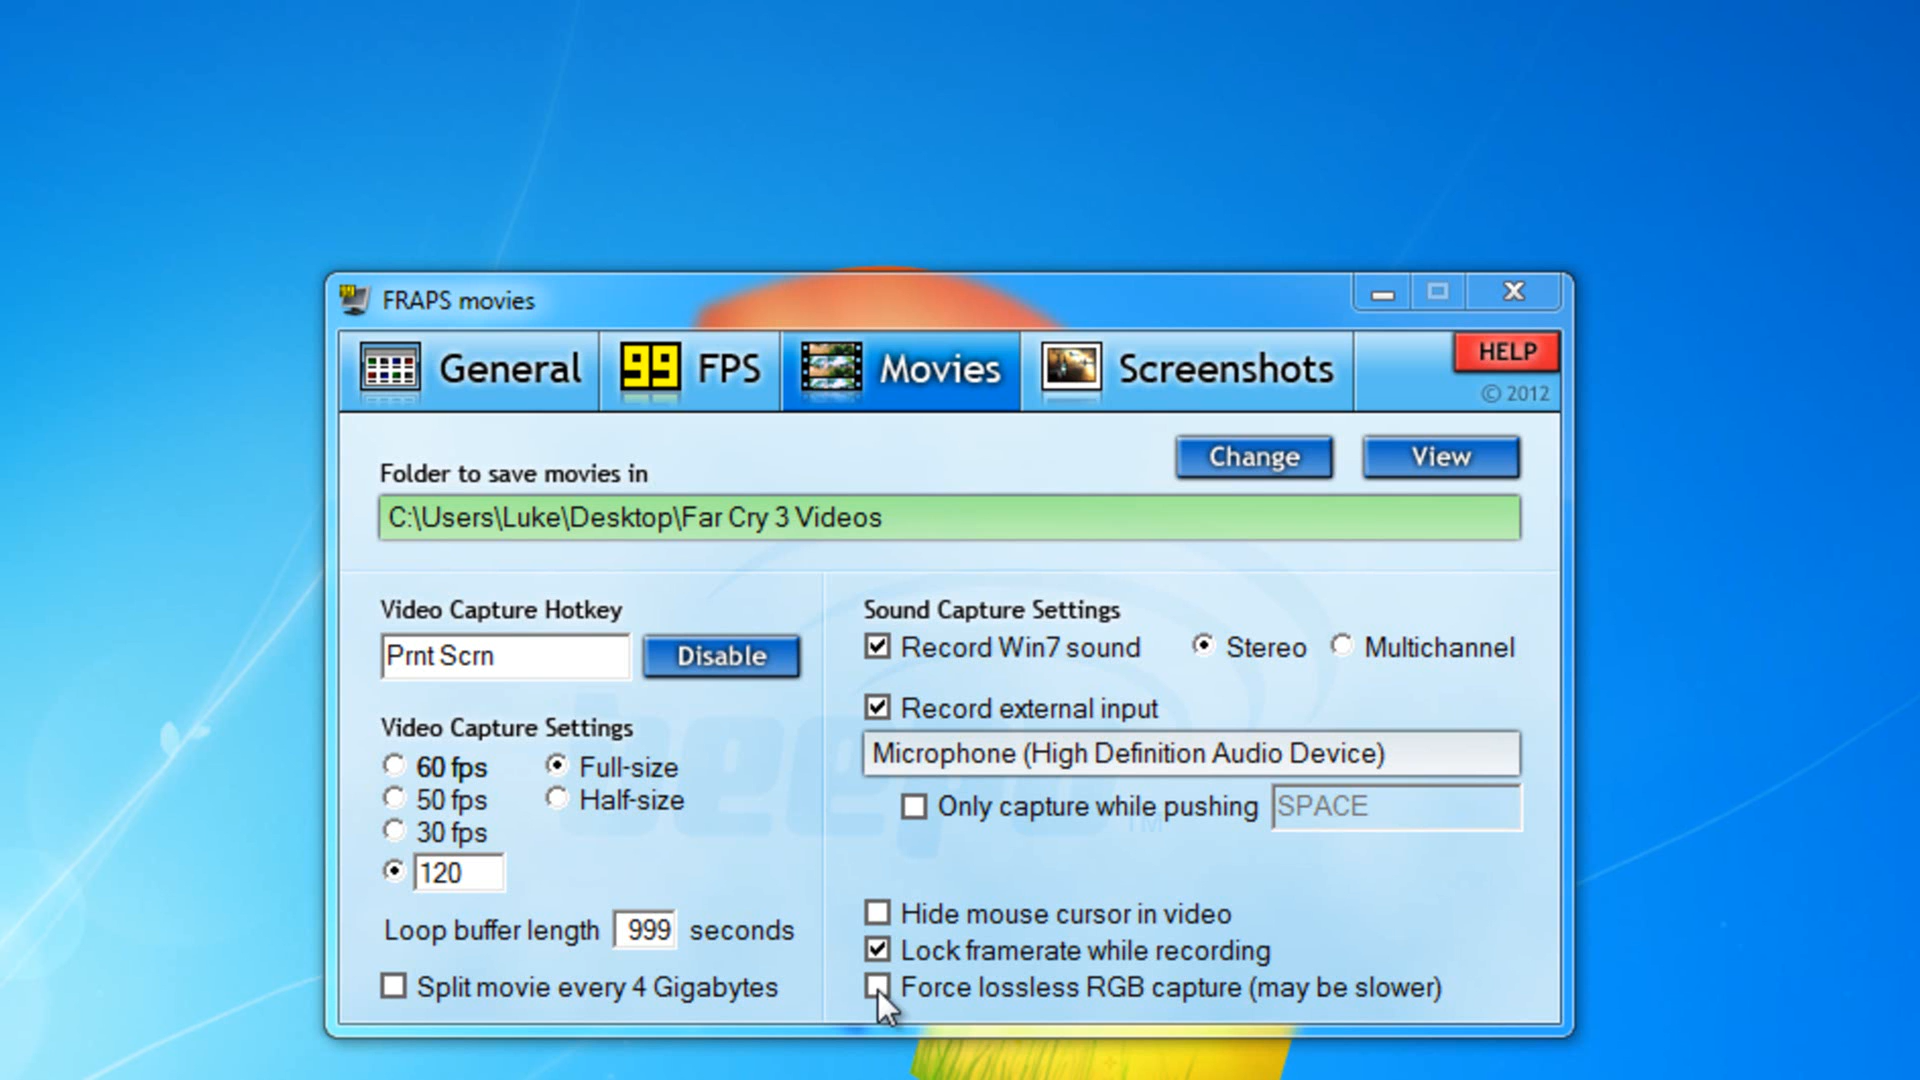 FRAPS movies
General
99 FPS
Movies
Screenshots
HELP
© 2012
Folder to save movies in
Change
View
C:\Users\Luke\Desktop\Far Cry 3 Videos
Video Capture Hotkey
Prnt Scrn
Disable
Video Capture Settings
60 fps
Full-size
50 fps
Half-size
30 fps
120
Loop buffer length 999 seconds
Split movie every 4 Gigabytes
Sound Capture Settings
Record Win7 sound
Stereo
Multichannel
Record external input
Microphone (High Definition Audio Device)
Only capture while pushing SPACE
Hide mouse cursor in video
Lock framerate while recording
Force lossless RGB capture (may be slower)
beepa TM